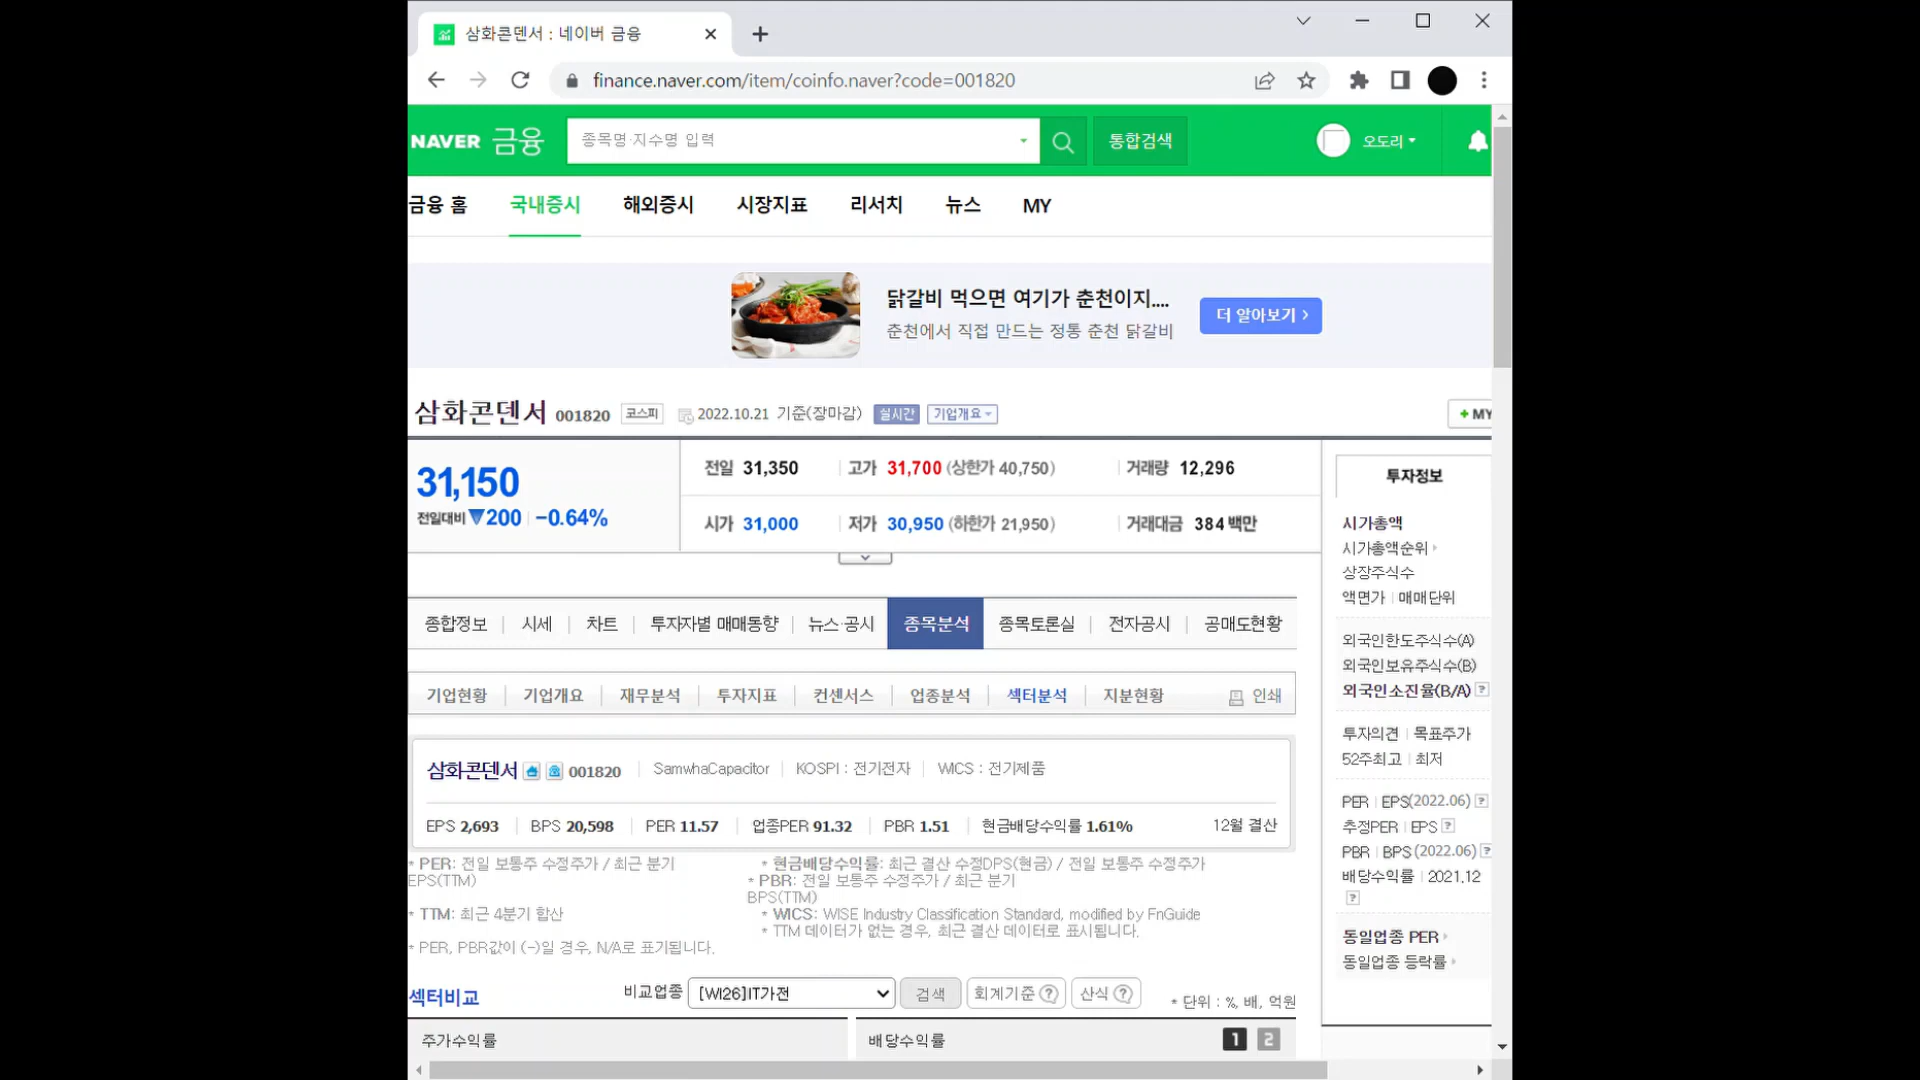 삼화콘덴서 : 네이버 금융
finance.naver.com/item/coinfo.naver?code=001820
NAVER 금융 종목명·지수명 입력 통합검색 오도리
금융 홈 국내증시 해외증시 시장지표 리서치 뉴스 MY
닭갈비 먹으면 여기가 춘천이지....
춘천에서 직접 만드는 정통 춘천 닭갈비
더 알아보기 >
삼화콘덴서 001820 코스피 2022.10.21 기준(장마감) 실시간 기업개요 + MY
31,150
전일대비 ▼200 -0.64%
전일 31,350 고가 31,700 (상한가 40,750) 거래량 12,296
시가 31,000 저가 30,950 (하한가 21,950) 거래대금 384 백만
종합정보 시세 차트 투자자별 매매동향 뉴스·공시 종목분석 종목토론실 전자공시 공매도현황
기업현황 기업개요 재무분석 투자지표 컨센서스 업종분석 섹터분석 지분현황 인쇄
삼화콘덴서 001820 SamwhaCapacitor KOSPI : 전기전자 WICS : 전기제품
EPS 2,693 BPS 20,598 PER 11.57 업종PER 91.32 PBR 1.51 현금배당수익률 1.61% 12월 결산
* PER: 전일 보통주 수정주가 / 최근 분기
EPS(TTM)
* TTM: 최근 4분기 합산
* PER, PBR값이 (-)일 경우, N/A로 표기됩니다.
* 현금배당수익률: 최근 결산 수정DPS(현금) / 전일 보통주 수정주가
* PBR: 전일 보통주 수정주가 / 최근 분기
BPS(TTM)
* WICS: WISE Industry Classification Standard, modified by FnGuide
* TTM 데이터가 없는 경우, 최근 결산 데이터로 표시됩니다.
섹터비교 비교업종 [WI26]IT가전 검색 회계기준 ? 산식 ? * 단위 : %, 배, 억원
주가수익률 배당수익률 1 2
투자정보
시가총액
시가총액순위
상장주식수
액면가 매매단위
외국인한도주식수(A)
외국인보유주식수(B)
외국인소진율(B/A) ?
투자의견 목표주가
52주최고 최저
PER EPS(2022.06) ?
추정PER EPS ?
PBR BPS (2022.06) ?
배당수익률 2021.12
?
동일업종 PER
동일업종 등락률